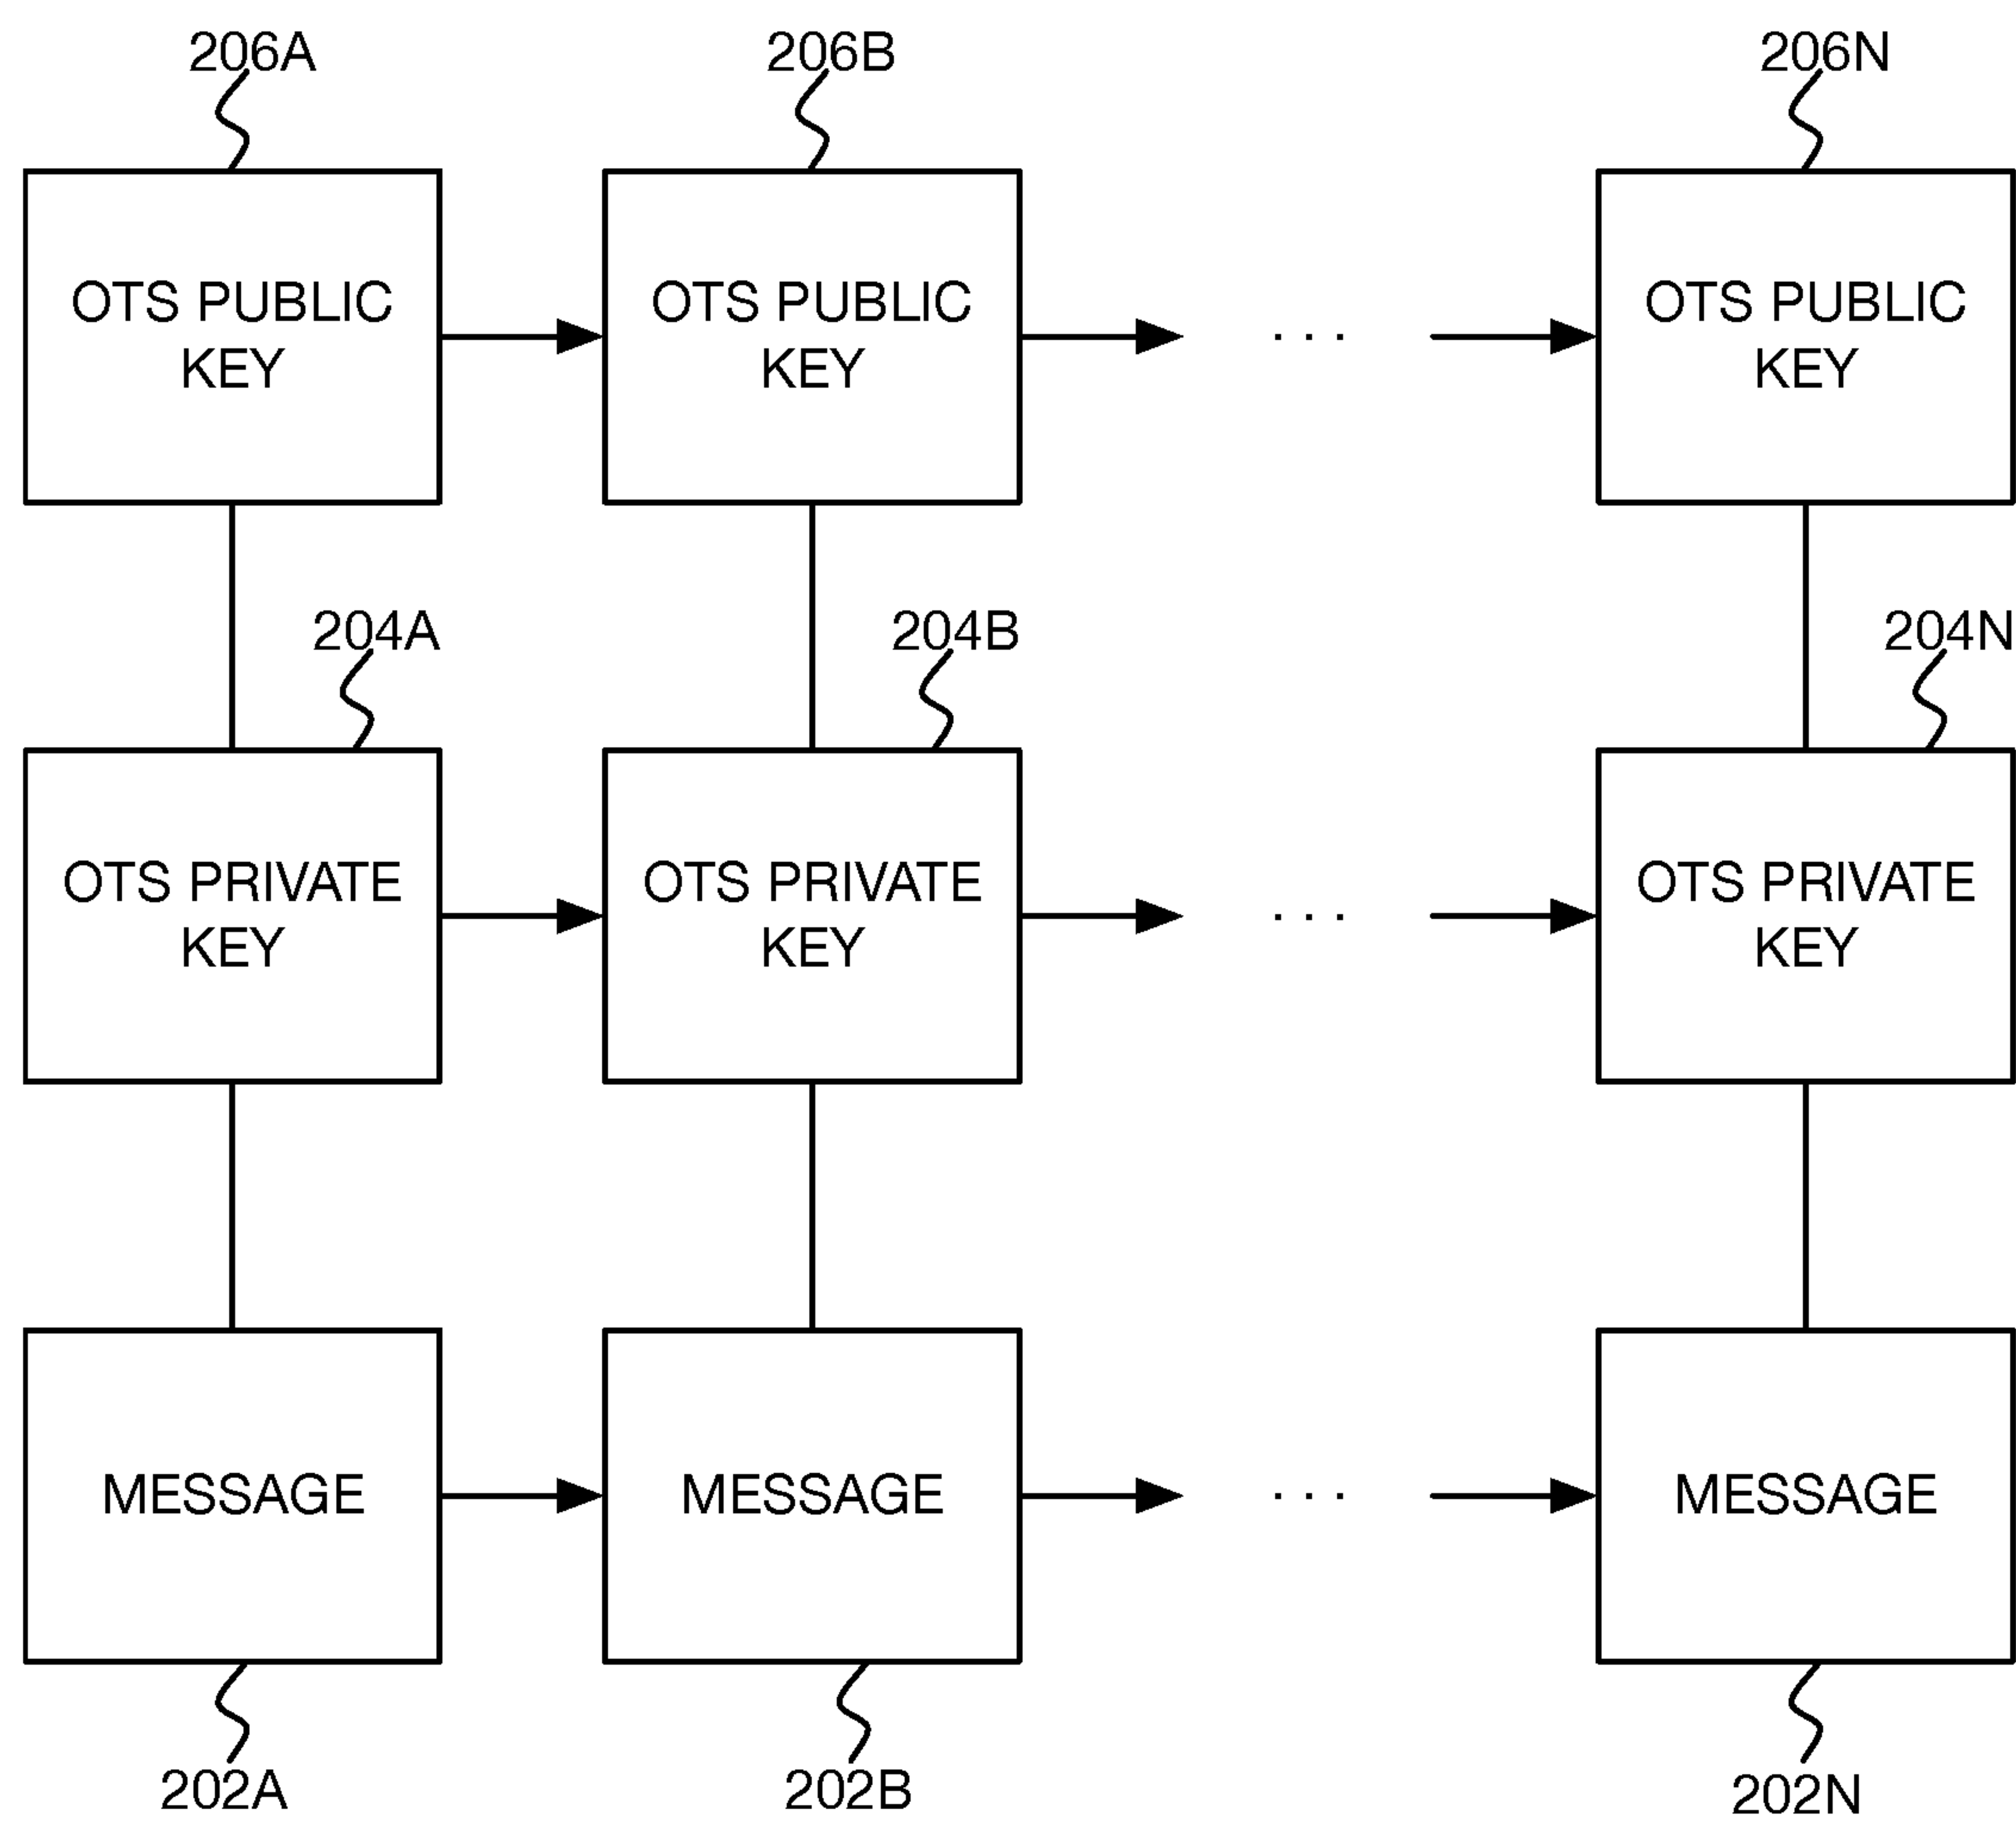 206A
206B
206N
OTS PUBLIC
KEY
OTS PUBLIC
KEY
. . .
OTS PUBLIC
KEY
204A
204B
204N
OTS PRIVATE
KEY
OTS PRIVATE
KEY
. . .
OTS PRIVATE
KEY
MESSAGE
MESSAGE
. . .
MESSAGE
202A
202B
202N